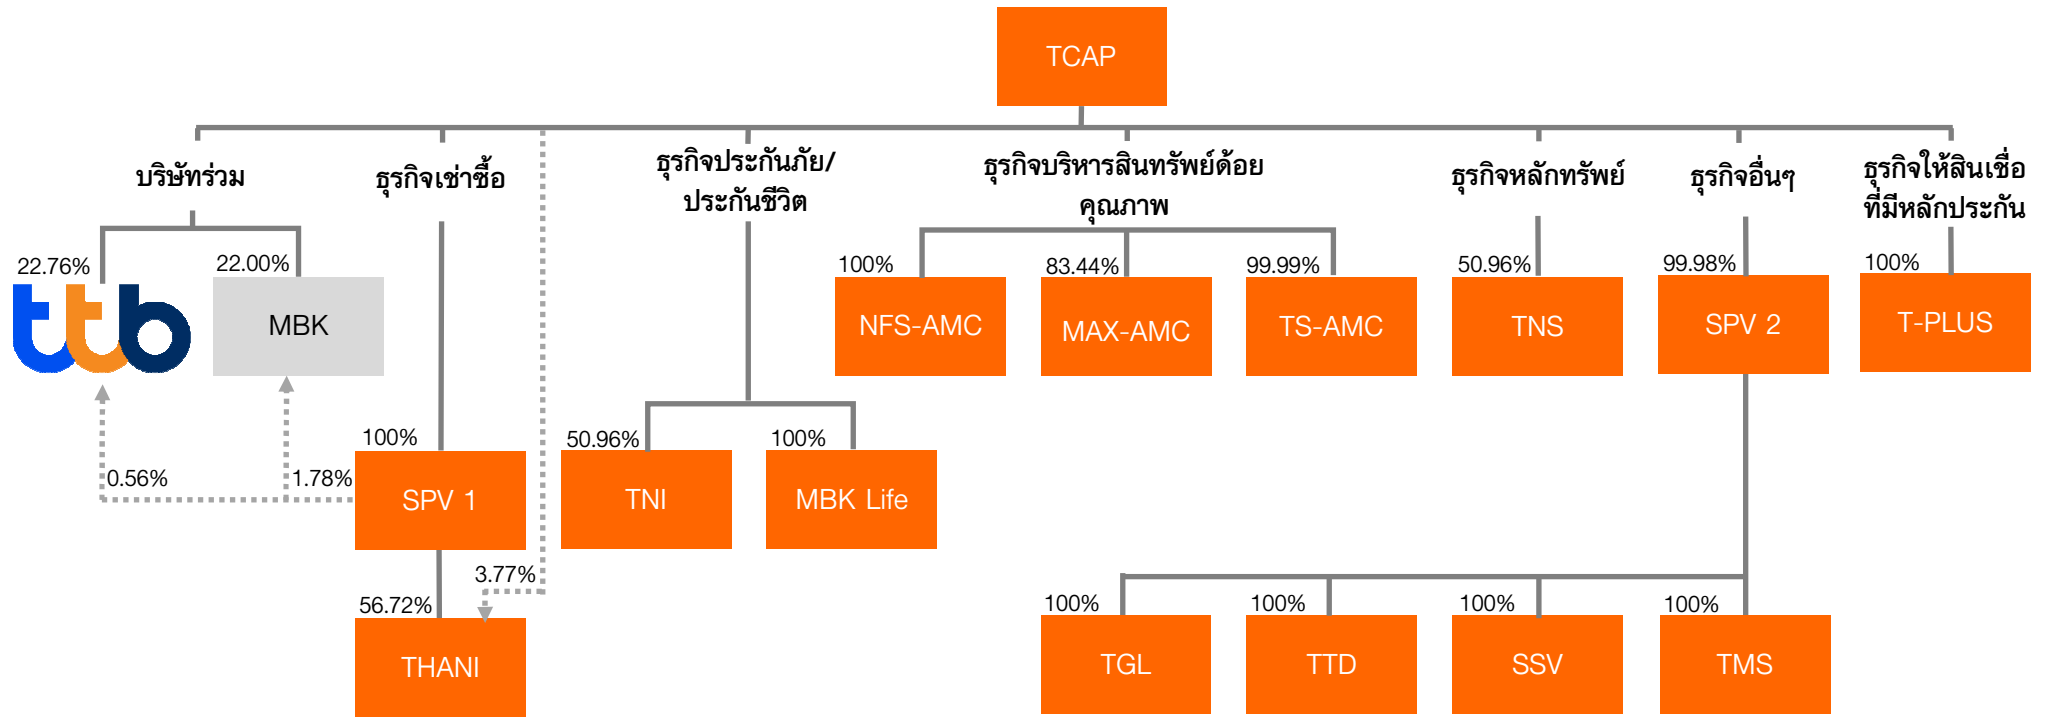 TCAP
บริษัทร่วม
ธุรกิจเช่าซื้อ
ธุรกิจประกันภัย/
ประกันชีวิต
ธุรกิจบริหารสินทรัพย์ด้อย
คุณภาพ
ธุรกิจหลักทรัพย์
ธุรกิจอื่นๆ
ธุรกิจให้สินเชื่อ
ที่มีหลักประกัน
22.76%
22.00%
100%
83.44%
99.99%
50.96%
99.98%
100%
ttb
MBK
NFS-AMC
MAX-AMC
TS-AMC
TNS
SPV 2
T-PLUS
100%
50.96%
100%
0.56%
1.78%
SPV 1
TNI
MBK Life
3.77%
56.72%
100%
100%
100%
100%
THANI
TGL
TTD
SSV
TMS